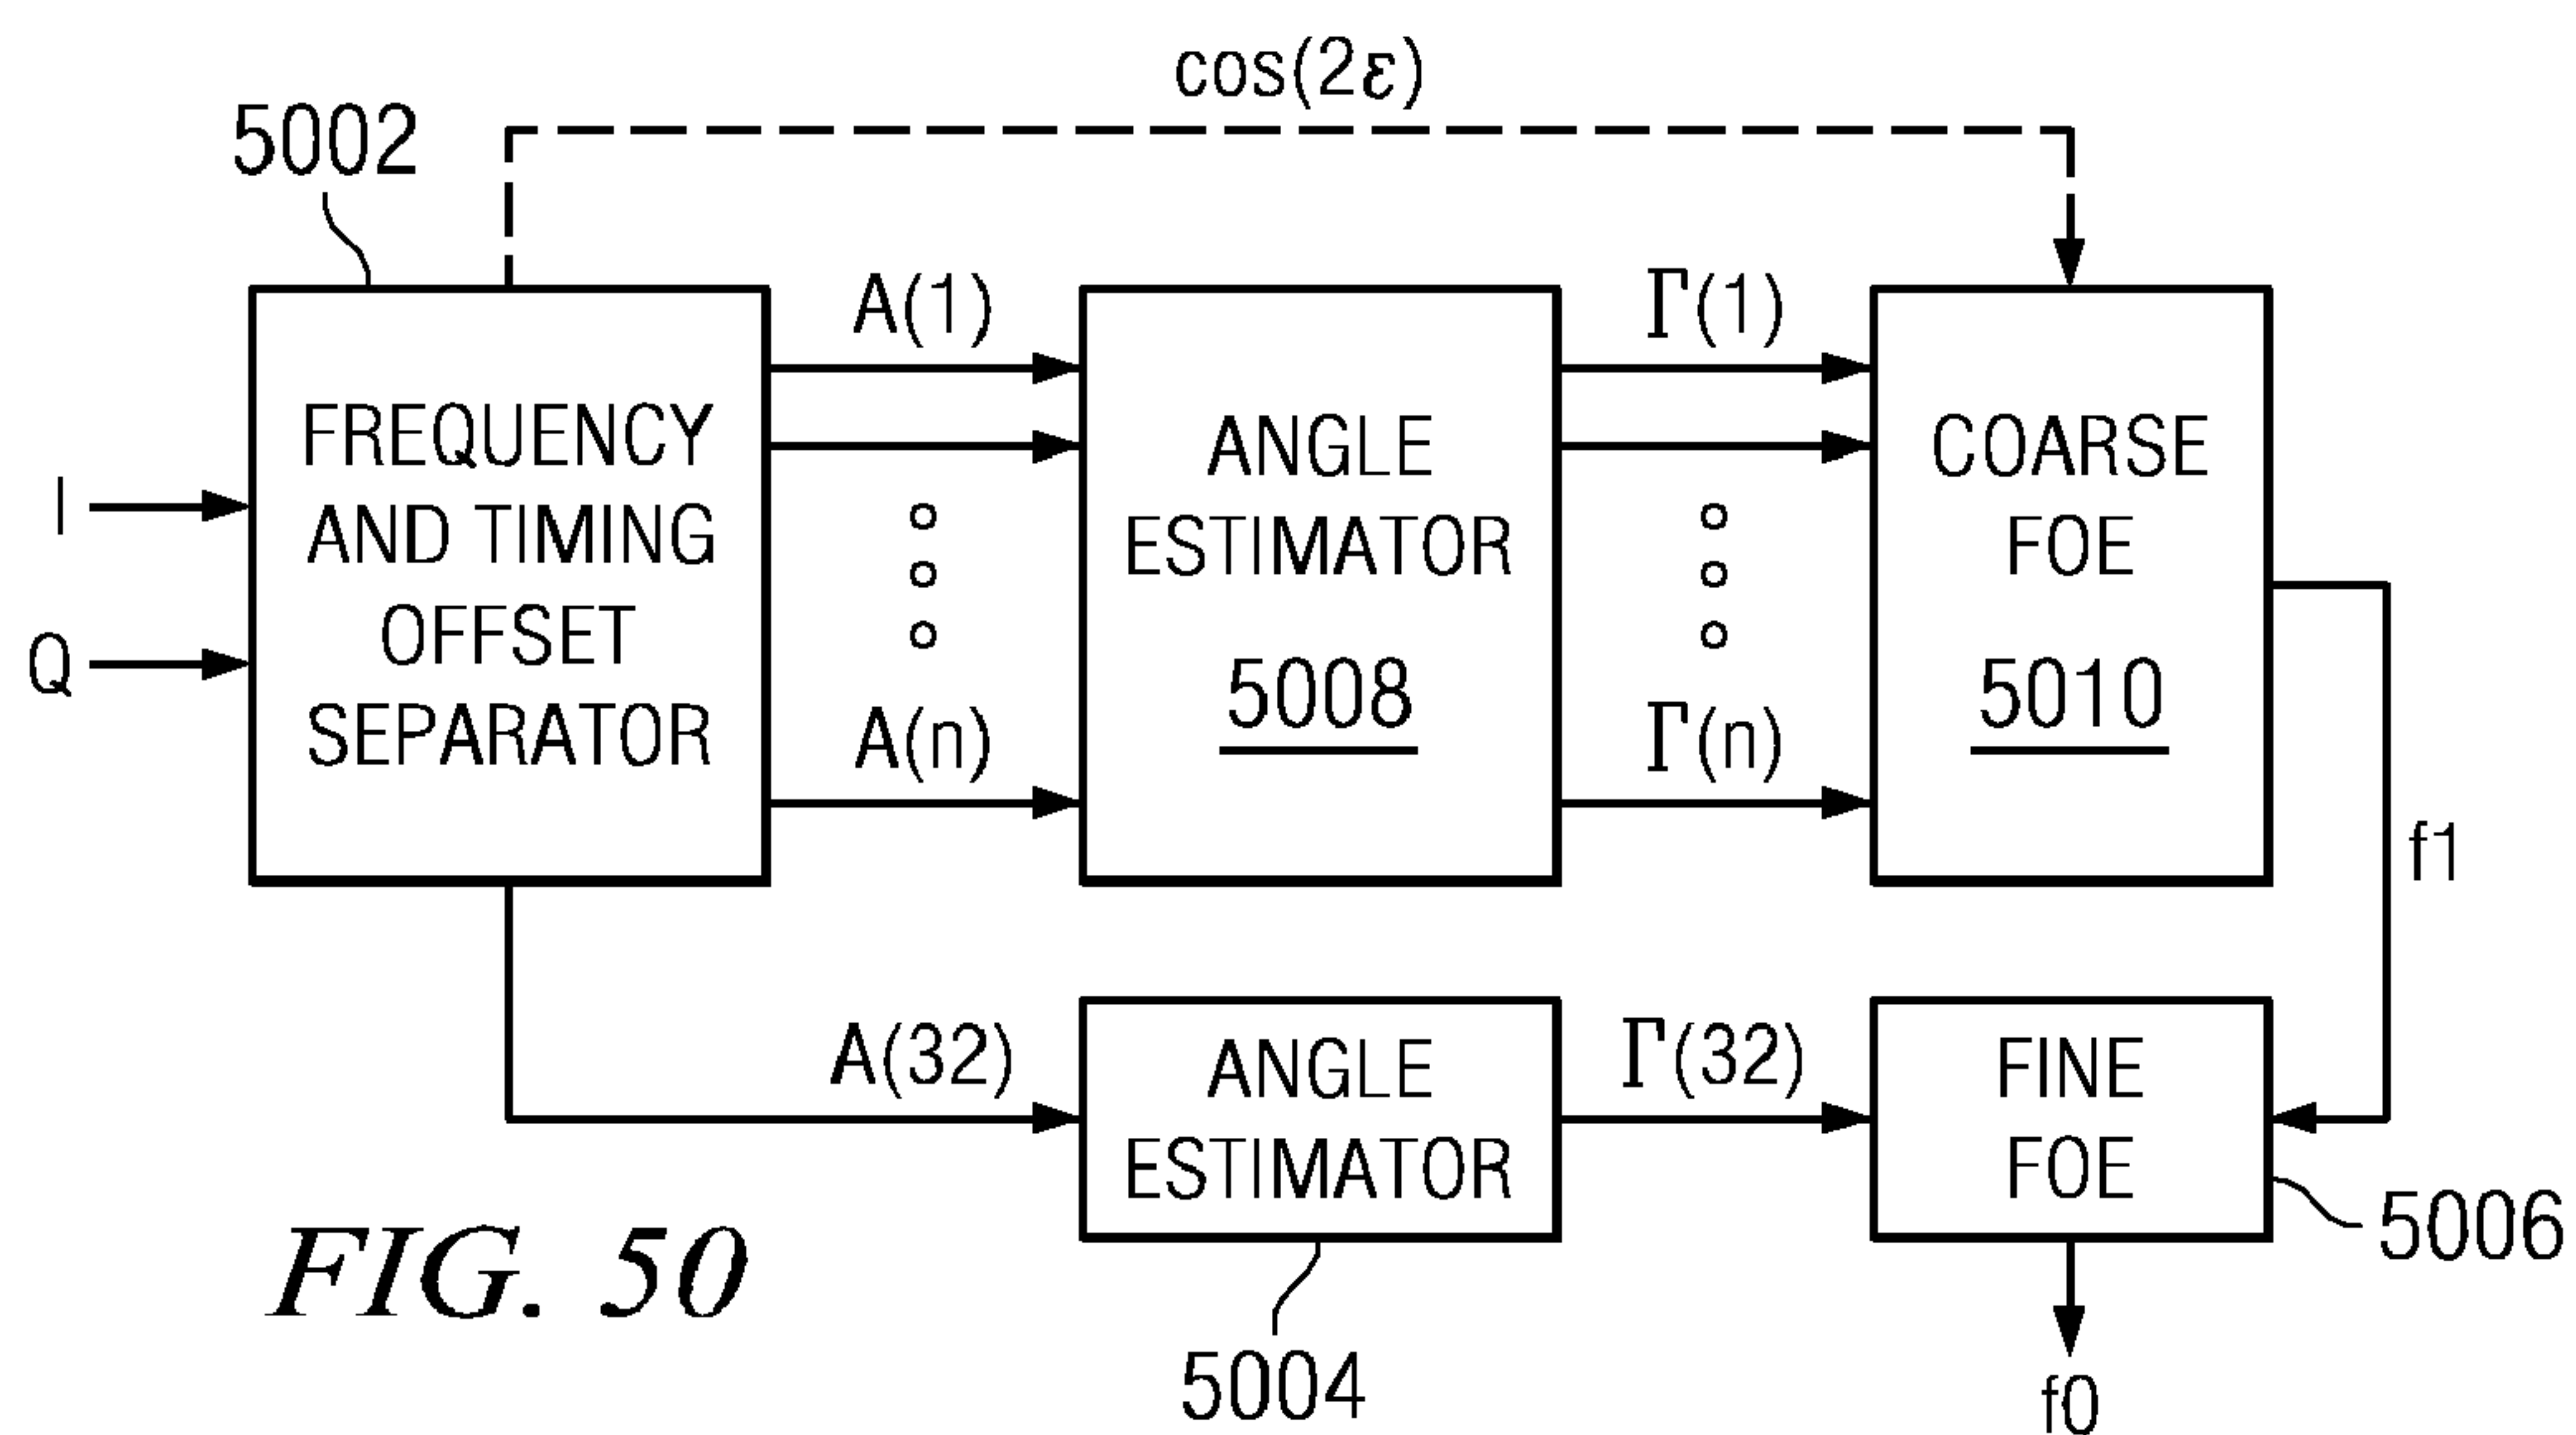 cos(2ε)
5002
A(1)
Γ(1)
FREQUENCY
AND TIMING
OFFSET
SEPARATOR
I
Q
ANGLE
ESTIMATOR
5008
COARSE
FOE
5010
A(n)
Γ(n)
f1
A(32)
ANGLE
ESTIMATOR
Γ(32)
FINE
FOE
5006
5004
f0
FIG. 50